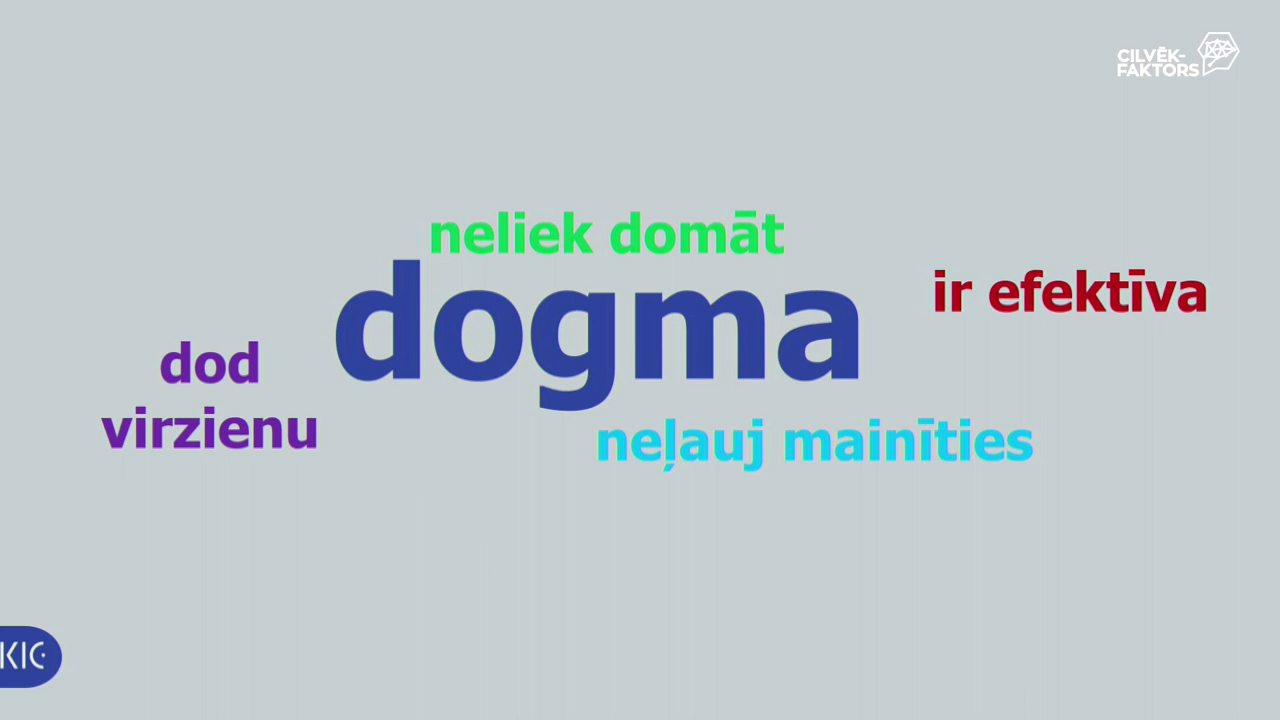 CILVĒK-
FAKTORS
neliek domāt
dogma
ir efektīva
dod
virzienu
neļauj mainīties
KIC